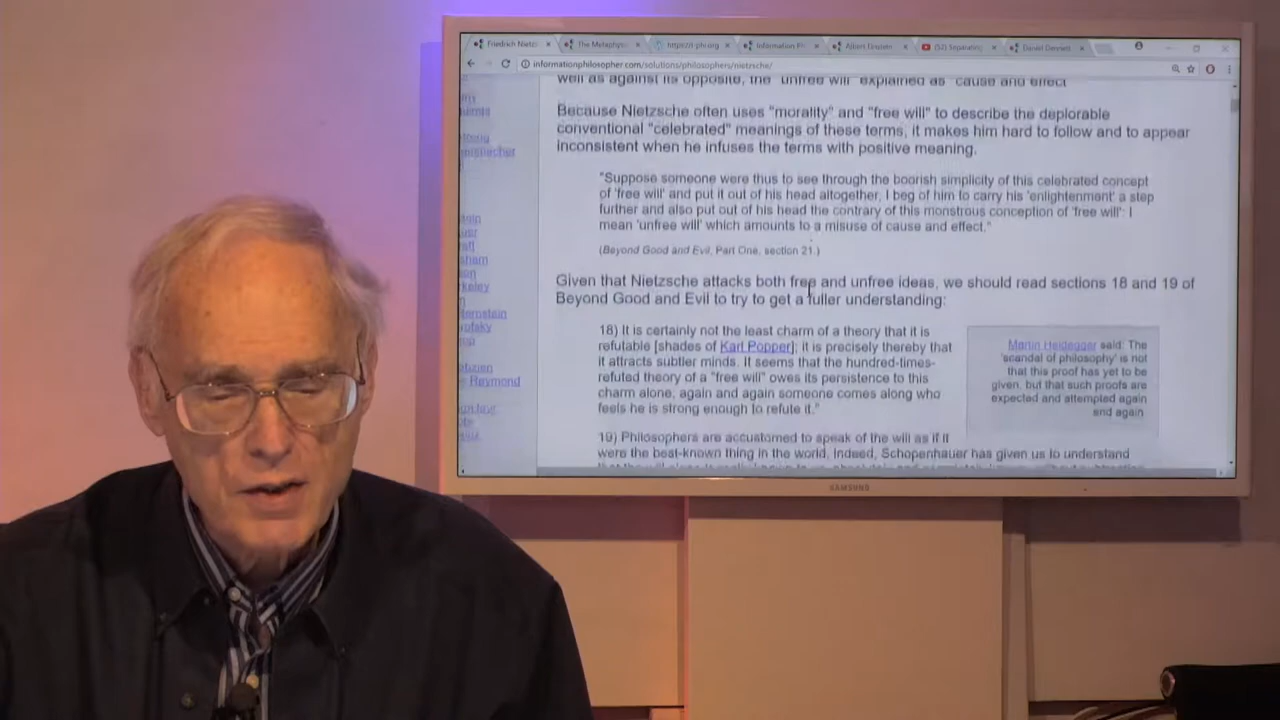 Friedrich Nietzs
The Metaphys
Information Ph
Albert Einstein
(52) Separating
Daniel Dennett
informationphilosopher.com/solutions/philosophers/nietzsche/
well as against its opposite, the "unfree will" explained as "cause and effect
Because Nietzsche often uses "morality" and "free will" to describe the deplorable
conventional "celebrated" meanings of these terms, it makes him hard to follow and to appear
inconsistent when he infuses the terms with positive meaning.
"Suppose someone were thus to see through the boorish simplicity of this celebrated concept
of 'free will' and put it out of his head altogether, I beg of him to carry his 'enlightenment' a step
further and also put out of his head the contrary of this monstrous conception of 'free will': I
mean 'unfree will' which amounts to a misuse of cause and effect."
(Beyond Good and Evil, Part One, section 21.)
Given that Nietzsche attacks both free and unfree ideas, we should read sections 18 and 19 of
Beyond Good and Evil to try to get a fuller understanding:
18) It is certainly not the least charm of a theory that it is
refutable [shades of Karl Popper]; it is precisely thereby that
it attracts subtler minds. It seems that the hundred-times-
refuted theory of a "free will" owes its persistence to this
charm alone; again and again someone comes along who
feels he is strong enough to refute it."
Martin Heidegger said: The
'scandal of philosophy' is not
that this proof has yet to be
given, but that such proofs are
expected and attempted again
and again.
19) Philosophers are accustomed to speak of the will as if it
were the best-known thing in the world; indeed, Schopenhauer has given us to understand
Raymond
SAMSUNG